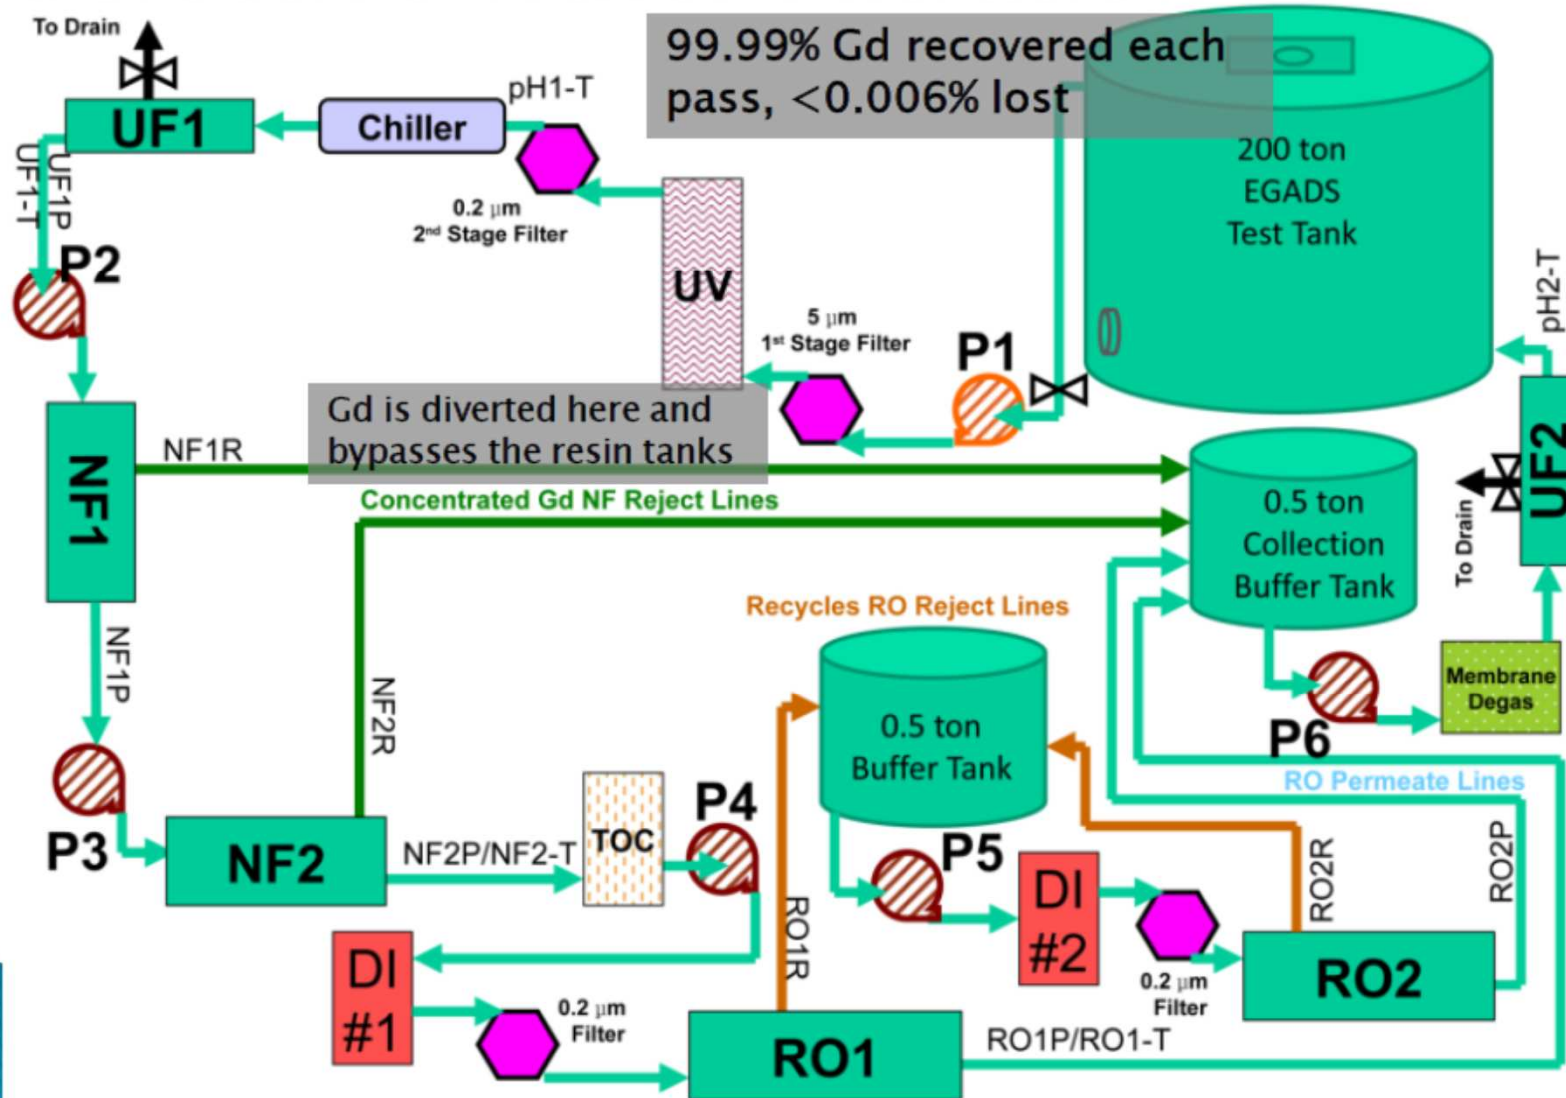 To Drain
UF1
Chiller
pH1-T
99.99% Gd recovered each
pass, <0.006% lost
200 ton
EGADS
Test Tank
UF1-T
UF1P
0.2 µm
2nd Stage Filter
UV
P2
5 µm
1st Stage Filter
P1
pH2-T
NF1
NF1R
Gd is diverted here and
bypasses the resin tanks
Concentrated Gd NF Reject Lines
0.5 ton
Collection
Buffer Tank
To Drain
UF2
NF1P
NF2R
Recycles RO Reject Lines
0.5 ton
Buffer Tank
P6
Membrane
Degas
RO Permeate Lines
P3
NF2
NF2P/NF2-T
TOC
P4
P5
DI
#2
RO1R
RO2R
RO2P
0.2 µm
Filter
RO2
DI
#1
0.2 µm
Filter
RO1
RO1P/RO1-T